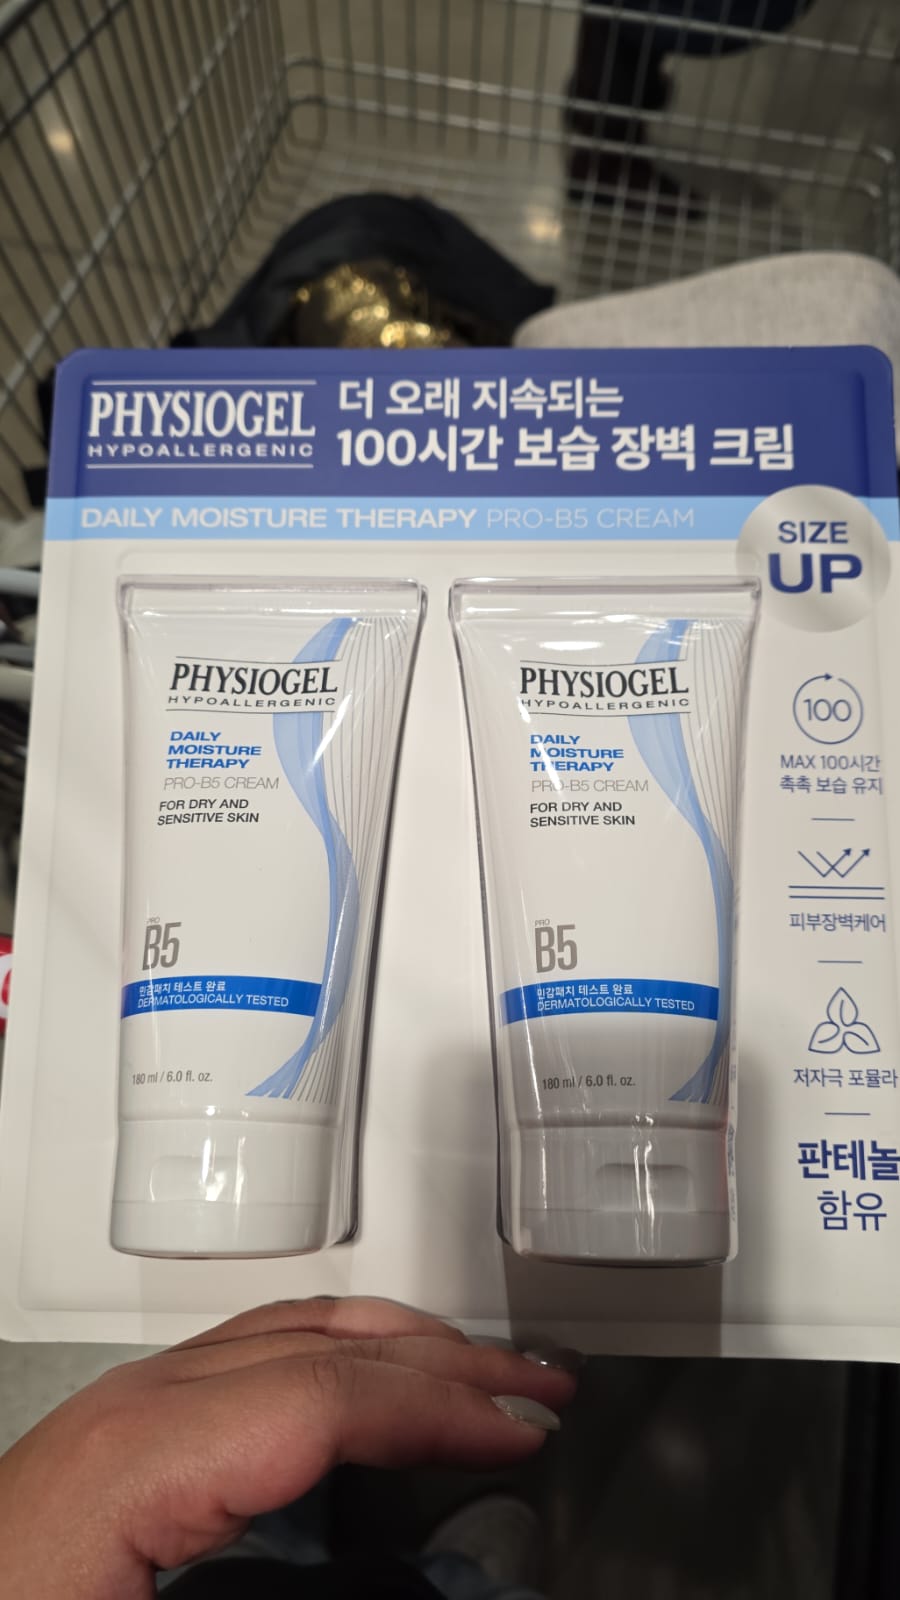 PHYSIOGEL
HYPOALLERGENIC
더 오래 지속되는
100시간 보습 장벽 크림
DAILY MOISTURE THERAPY PRO-B5 CREAM
SIZE
UP
PHYSIOGEL
HYPOALLERGENIC
DAILY
MOISTURE
THERAPY
PRO-B5 CREAM
FOR DRY AND
SENSITIVE SKIN
PRO
B5
민감패치 테스트 완료
DERMATOLOGICALLY TESTED
180 ml / 6.0 fl. oz.
PHYSIOGEL
HYPOALLERGENIC
DAILY
MOISTURE
THERAPY
PRO-B5 CREAM
FOR DRY AND
SENSITIVE SKIN
PRO
B5
민감패치 테스트 완료
DERMATOLOGICALLY TESTED
180 ml / 6.0 fl. oz.
100
MAX 100시간
촉촉 보습 유지
피부장벽케어
저자극 포뮬라
판테놀
함유